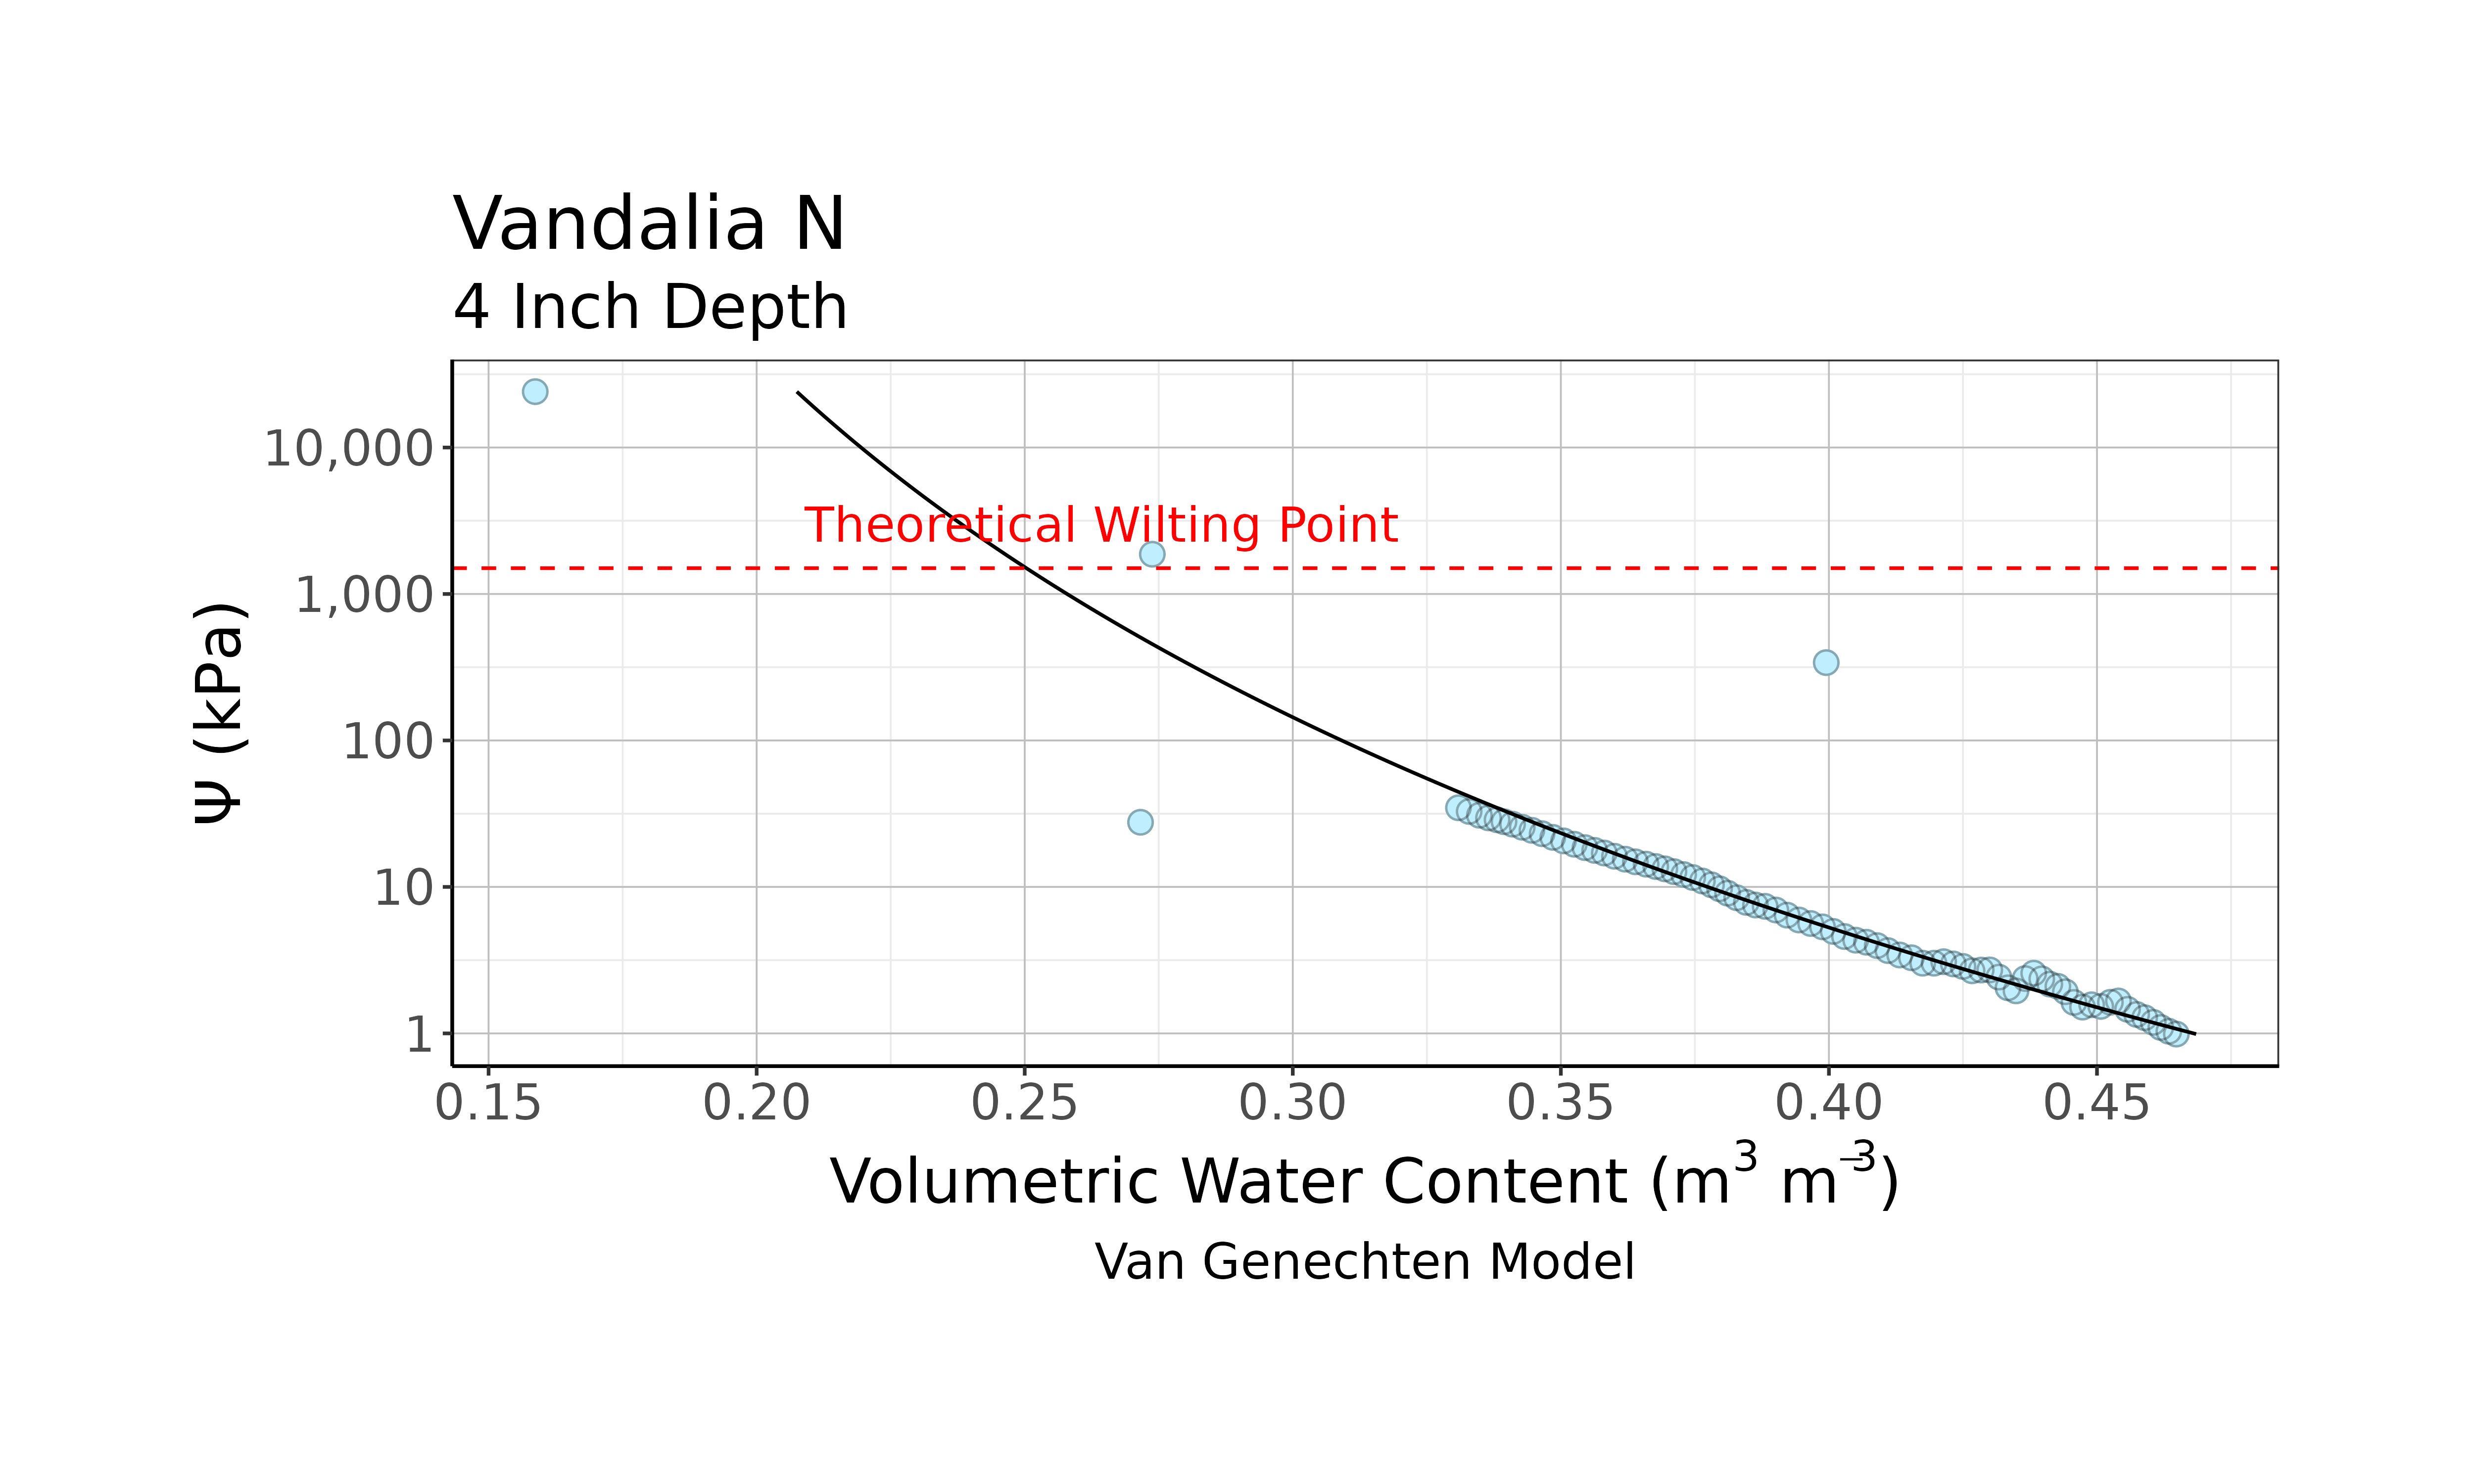 Vandalia N
4 Inch Depth
10,000
1,000
100
10
1
Ψ (kPa)
Theoretical Wilting Point
0.15 0.20 0.25 0.30 0.35 0.40 0.45
Volumetric Water Content (m³ m⁻³)
Van Genechten Model